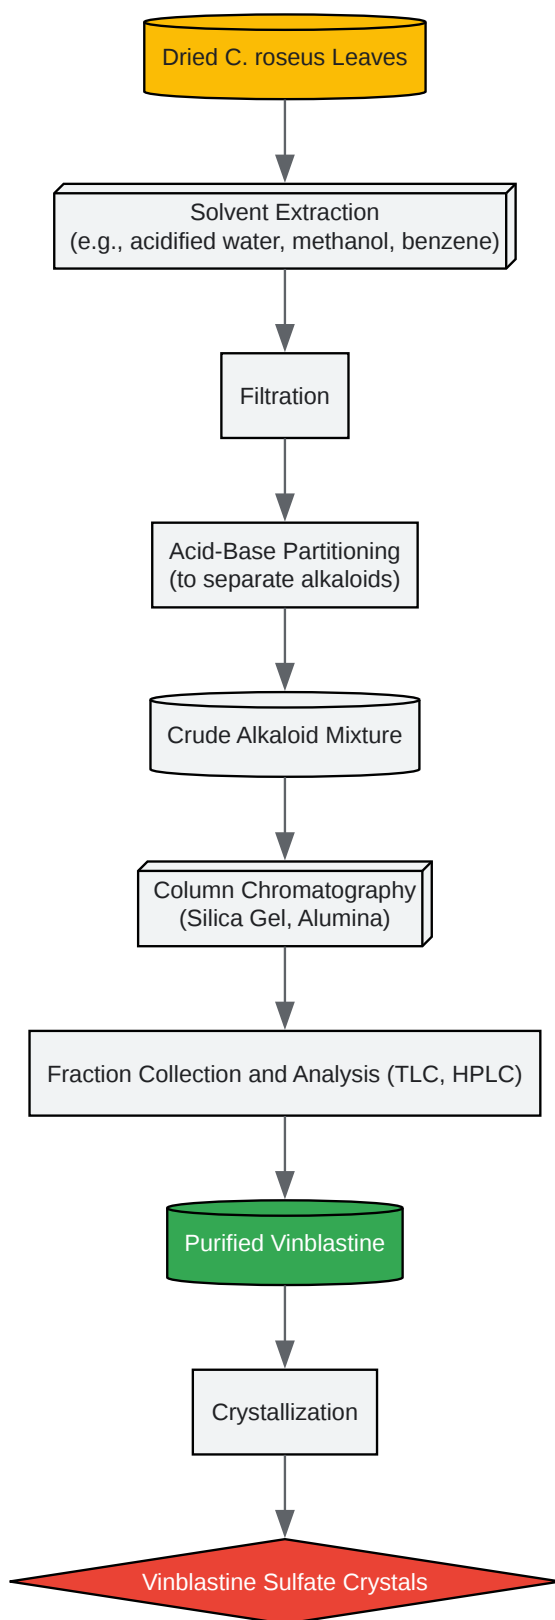 Dried C. roseus Leaves
Solvent Extraction
(e.g., acidified water, methanol, benzene)
Filtration
Acid-Base Partitioning
(to separate alkaloids)
Crude Alkaloid Mixture
Column Chromatography
(Silica Gel, Alumina)
Fraction Collection and Analysis (TLC, HPLC)
Purified Vinblastine
Crystallization
Vinblastine Sulfate Crystals